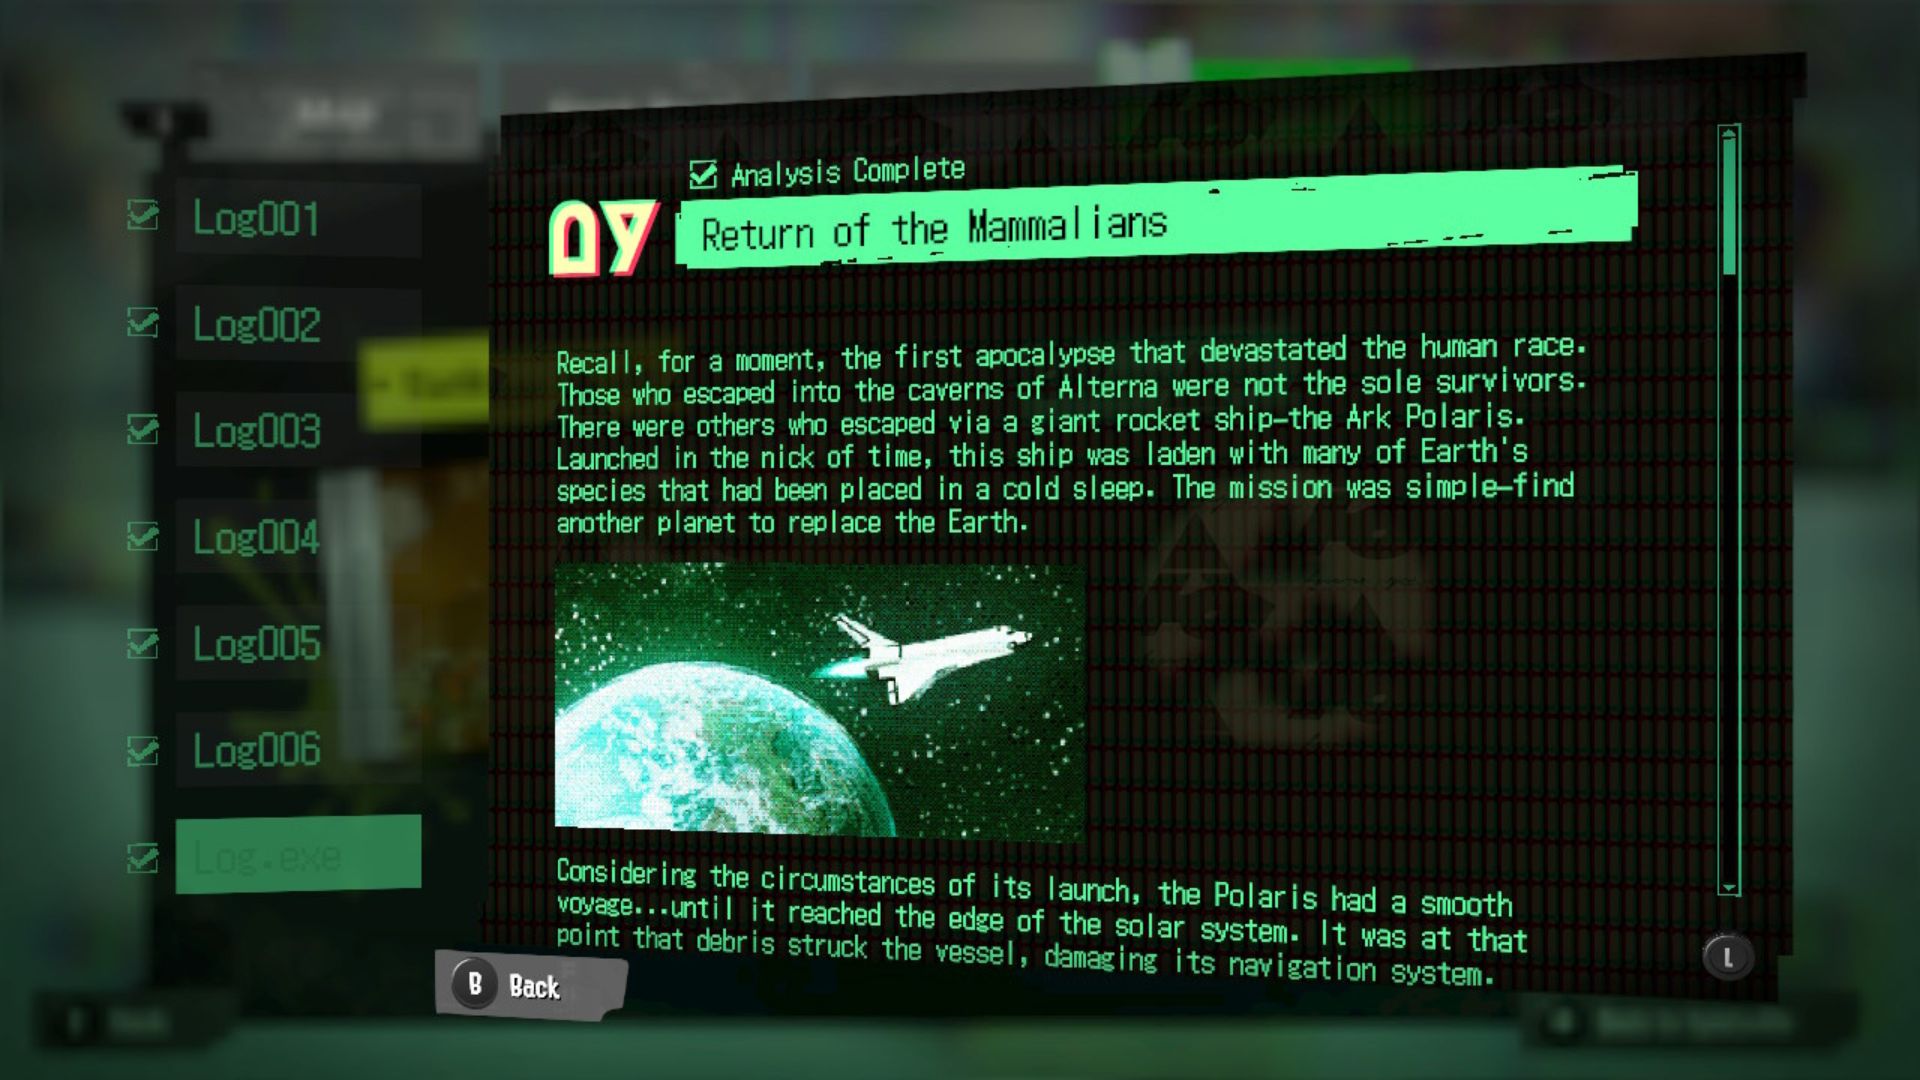 Log001
Log002
Log003
Log004
Log005
Log006
Log.exe
Analysis Complete
Return of the Mammalians
Recall, for a moment, the first apocalypse that devastated the human race.
Those who escaped into the caverns of Alterna were not the sole survivors.
There were others who escaped via a giant rocket ship—the Ark Polaris.
Launched in the nick of time, this ship was laden with many of Earth's
species that had been placed in a cold sleep. The mission was simple—find
another planet to replace the Earth.
Considering the circumstances of its launch, the Polaris had a smooth
voyage...until it reached the edge of the solar system. It was at that
point that debris struck the vessel, damaging its navigation system.
B Back
L